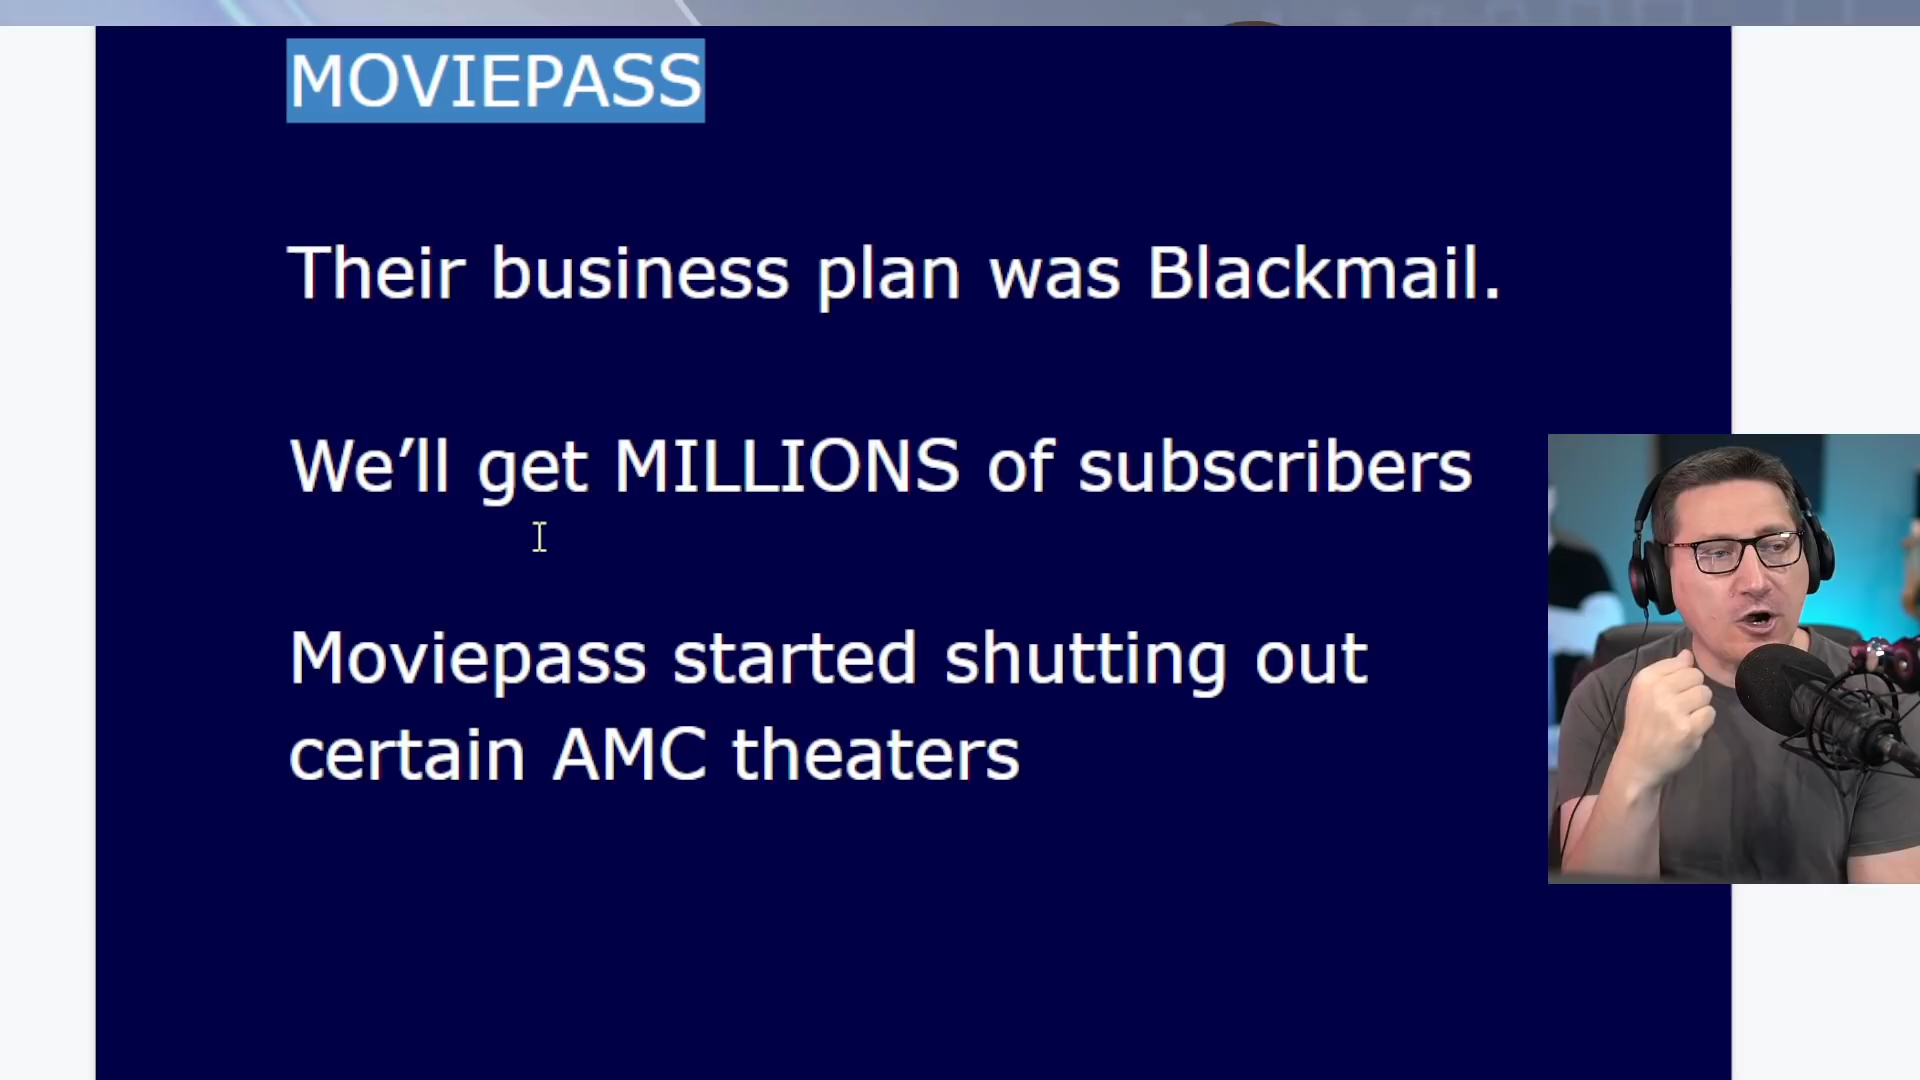 MOVIEPASS
Their business plan was Blackmail.
We’ll get MILLIONS of subscribers
Moviepass started shutting out
certain AMC theaters